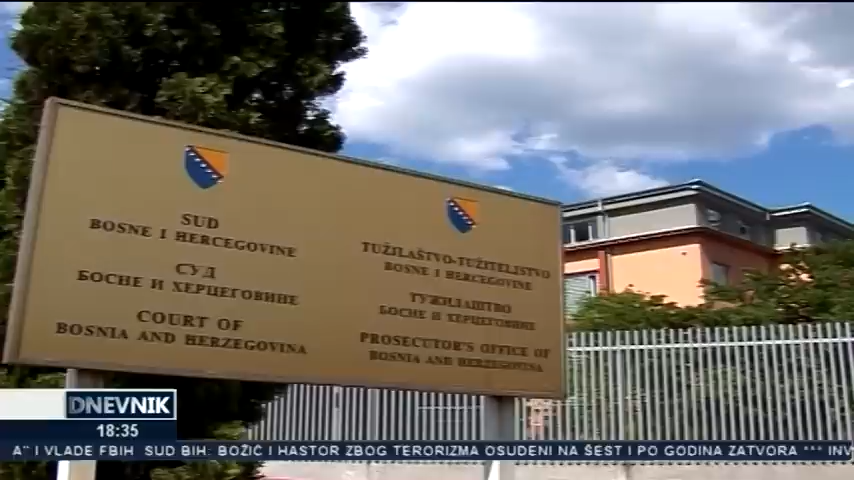 SUD
BOSNE I HERCEGOVINE
СУД
БОСНЕ И ХЕРЦЕГОВИНЕ
COURT OF
BOSNIA AND HERZEGOVINA
TUŽILAŠTVO-TUŽITELJSTVO
BOSNE I HERCEGOVINE
ТУЖИЛАШТВО
БОСНЕ И ХЕРЦЕГОВИНЕ
PROSECUTOR'S OFFICE OF
BOSNIA AND HERZEGOVINA
DNEVNIK
18:35
A" I VLADE FBIH SUD BIH: BOŽIĆ I HASTOR ZBOG TERORIZMA OSUĐENI NA ŠEST I PO GODINA ZATVORA *** INV